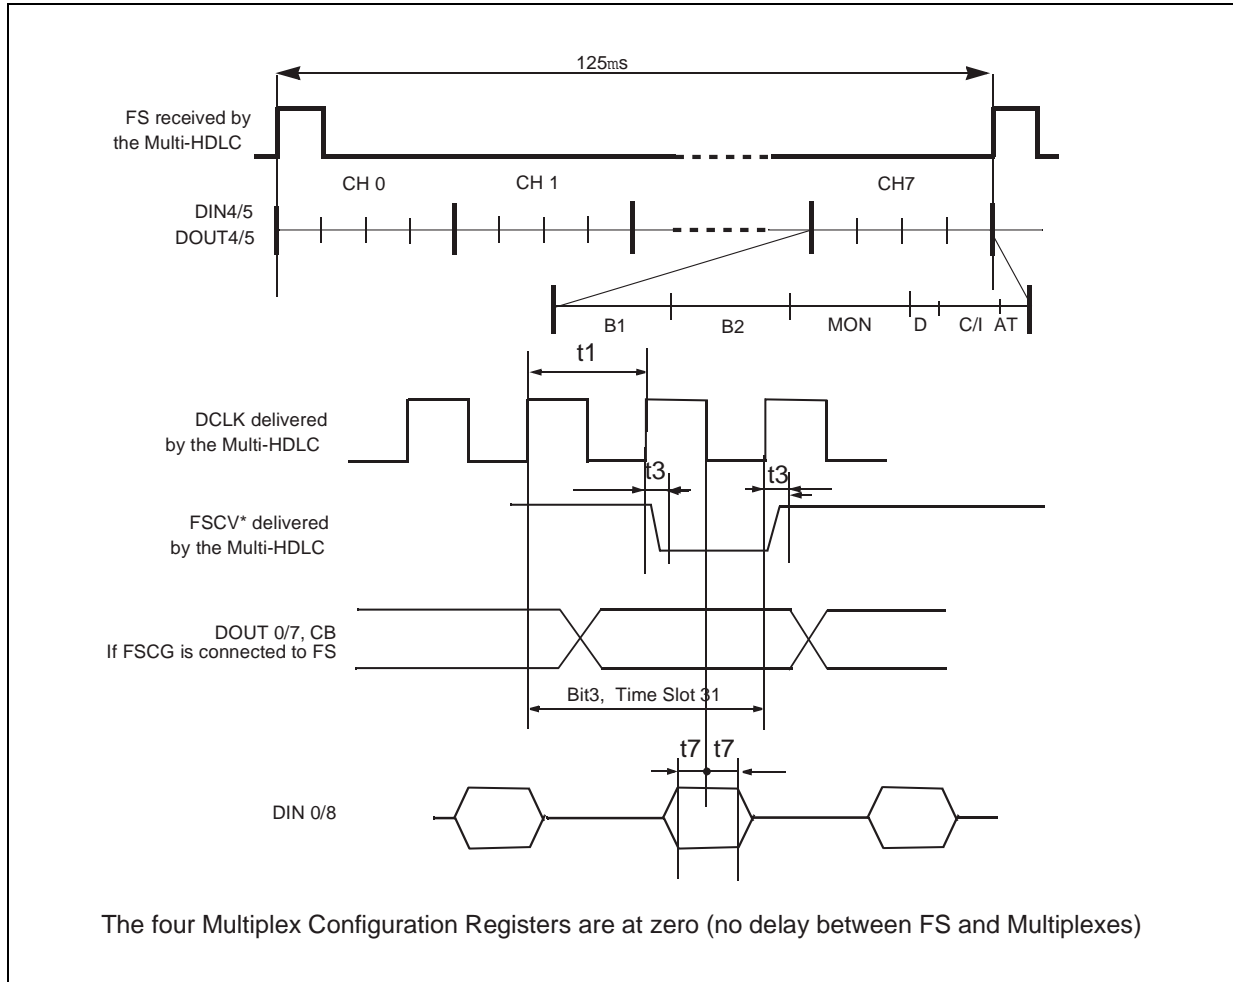 125ms
FS received by
the Multi-HDLC
CH 0 CH 1 CH7
DIN4/5
DOUT4/5
B1 B2 MON D C/I AT
t1
DCLK delivered
by the Multi-HDLC
t3 t3
FSCV* delivered
by the Multi-HDLC
DOUT 0/7, CB
If FSCG is connected to FS
Bit3, Time Slot 31
t7 t7
DIN 0/8
The four Multiplex Configuration Registers are at zero (no delay between FS and Multiplexes)